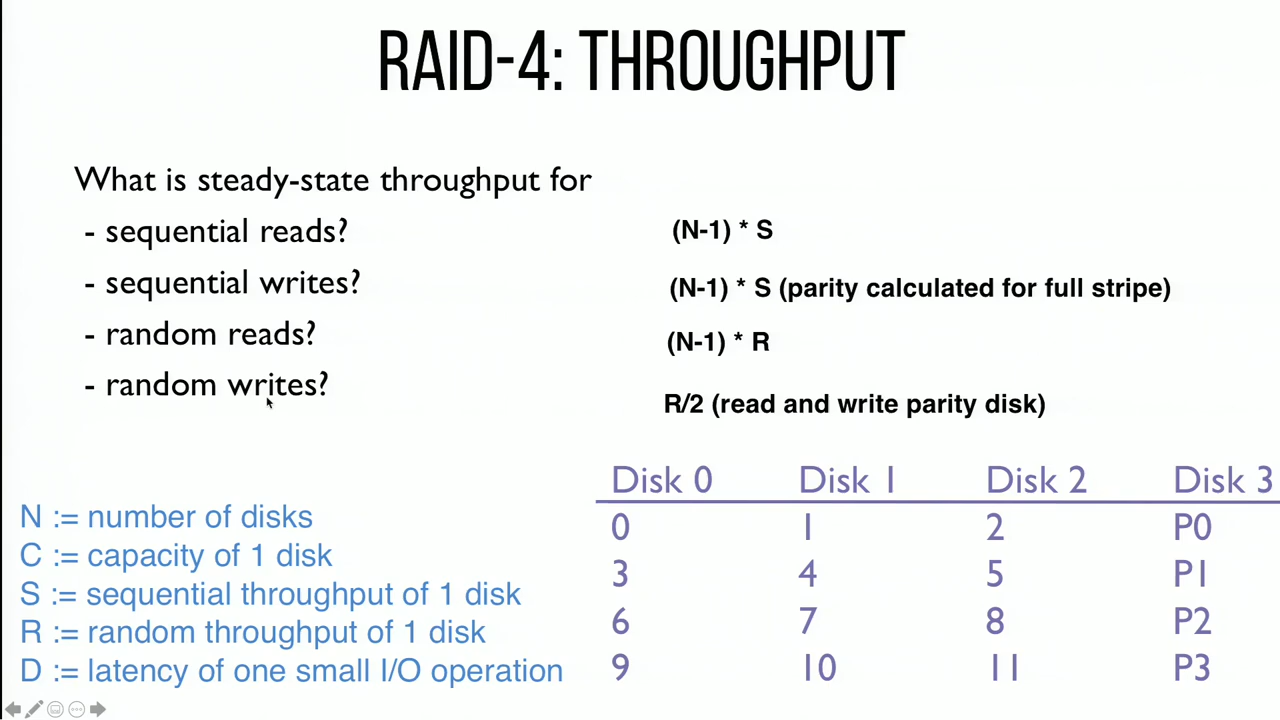 RAID-4: THROUGHPUT
What is steady-state throughput for
- sequential reads?
(N-1) * S
- sequential writes?
(N-1) * S (parity calculated for full stripe)
- random reads?
(N-1) * R
- random writes?
R/2 (read and write parity disk)
N := number of disks
C := capacity of 1 disk
S := sequential throughput of 1 disk
R := random throughput of 1 disk
D := latency of one small I/O operation
Disk 0 Disk 1 Disk 2 Disk 3
0 1 2 P0
3 4 5 P1
6 7 8 P2
9 10 11 P3